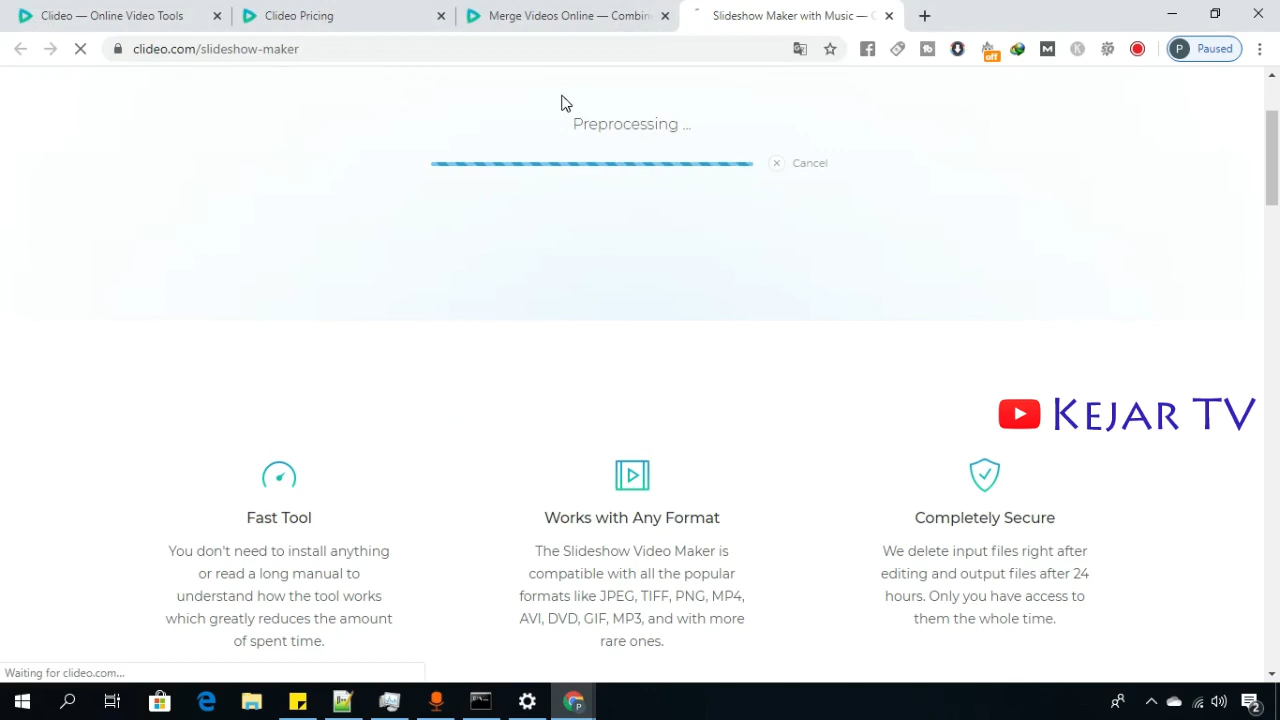 Clideo — Online Video Tools
Clideo Pricing
Merge Videos Online — Combin
Slideshow Maker with Music — C
clideo.com/slideshow-maker
off
P Paused
Preprocessing ...
Cancel
KEJAR TV
Fast Tool
You don't need to install anything
or read a long manual to
understand how the tool works
which greatly reduces the amount
of spent time.
Works with Any Format
The Slideshow Video Maker is
compatible with all the popular
formats like JPEG, TIFF, PNG, MP4,
AVI, DVD, GIF, MP3, and with more
rare ones.
Completely Secure
We delete input files right after
editing and output files after 24
hours. Only you have access to
them the whole time.
Waiting for clideo.com...